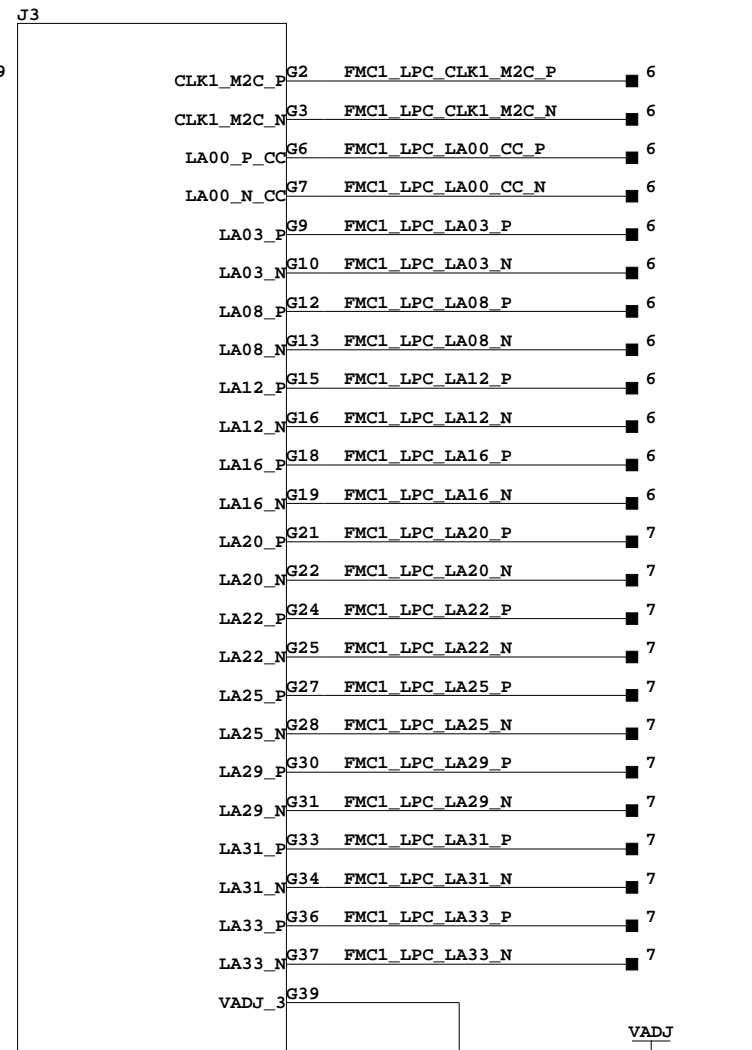 J3
9
CLK1_M2C_P G2 FMC1_LPC_CLK1_M2C_P 6
CLK1_M2C_N G3 FMC1_LPC_CLK1_M2C_N 6
LA00_P_CC G6 FMC1_LPC_LA00_CC_P 6
LA00_N_CC G7 FMC1_LPC_LA00_CC_N 6
LA03_P G9 FMC1_LPC_LA03_P 6
LA03_N G10 FMC1_LPC_LA03_N 6
LA08_P G12 FMC1_LPC_LA08_P 6
LA08_N G13 FMC1_LPC_LA08_N 6
LA12_P G15 FMC1_LPC_LA12_P 6
LA12_N G16 FMC1_LPC_LA12_N 6
LA16_P G18 FMC1_LPC_LA16_P 6
LA16_N G19 FMC1_LPC_LA16_N 6
LA20_P G21 FMC1_LPC_LA20_P 7
LA20_N G22 FMC1_LPC_LA20_N 7
LA22_P G24 FMC1_LPC_LA22_P 7
LA22_N G25 FMC1_LPC_LA22_N 7
LA25_P G27 FMC1_LPC_LA25_P 7
LA25_N G28 FMC1_LPC_LA25_N 7
LA29_P G30 FMC1_LPC_LA29_P 7
LA29_N G31 FMC1_LPC_LA29_N 7
LA31_P G33 FMC1_LPC_LA31_P 7
LA31_N G34 FMC1_LPC_LA31_N 7
LA33_P G36 FMC1_LPC_LA33_P 7
LA33_N G37 FMC1_LPC_LA33_N 7
VADJ_3 G39
VADJ